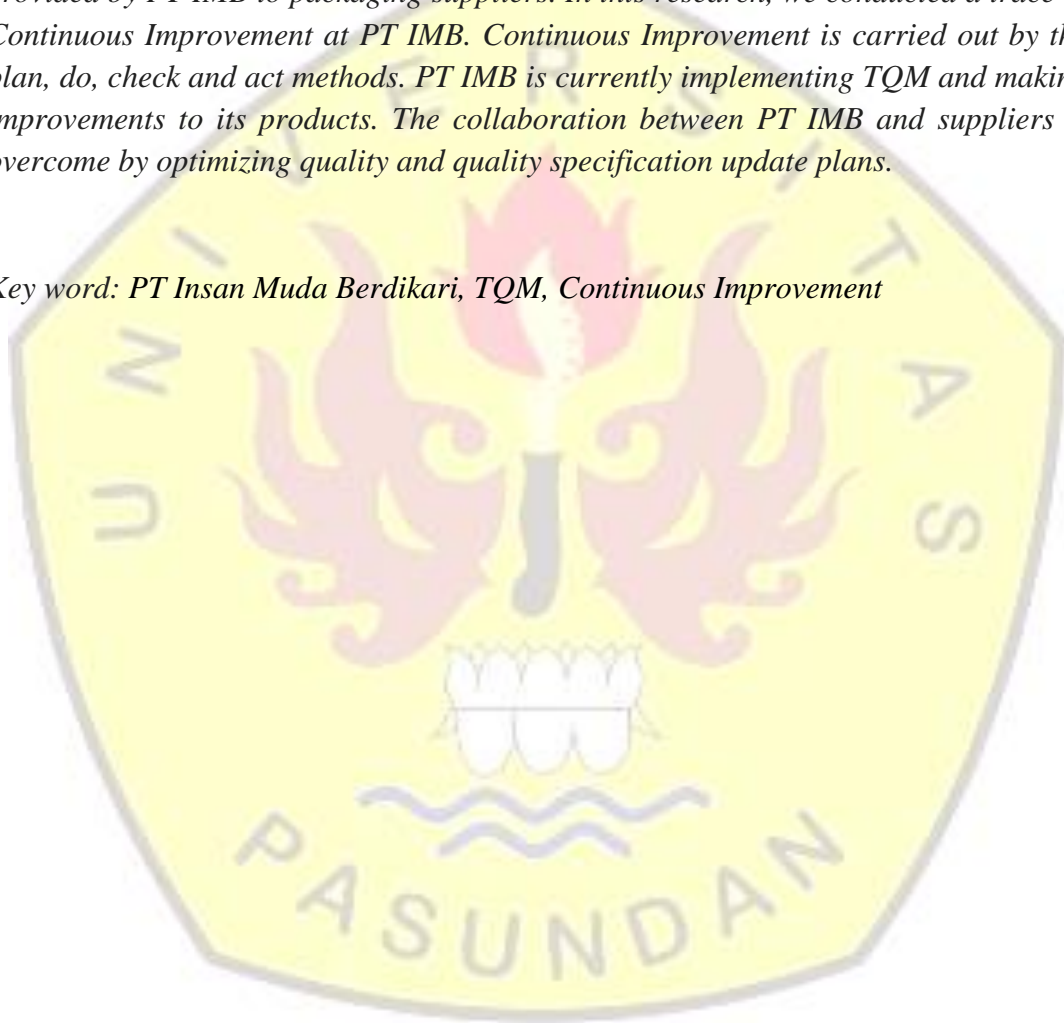 provided by PT IMB to packaging suppliers. In this research, we conducted a trace
Continuous Improvement at PT IMB. Continuous Improvement is carried out by th
plan, do, check and act methods. PT IMB is currently implementing TQM and makin
improvements to its products. The collaboration between PT IMB and suppliers
overcome by optimizing quality and quality specification update plans.
Key word: PT Insan Muda Berdikari, TQM, Continuous Improvement
UNIVERSITAS
PASUNDAN